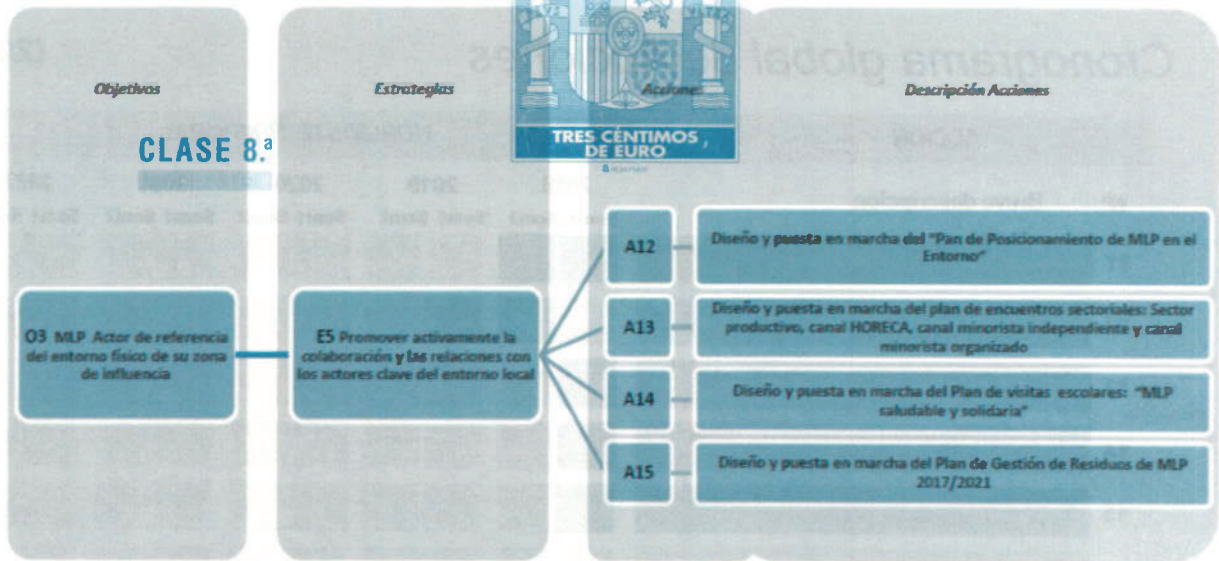 Objetivos
Estrategias
Acciones
Descripción Acciones
CLASE 8.ª
TRES CÉNTIMOS
DE EURO
O3 MLP Actor de referencia
del entorno físico de su zona
de influencia
E5 Promover activamente la
colaboración y las relaciones con
los actores clave del entorno local
A12
Diseño y puesta en marcha del "Pan de Posicionamiento de MLP en el
Entorno"
A13
Diseño y puesta en marcha del plan de encuentros sectoriales: Sector
productivo, canal HORECA, canal minorista independiente y canal
minorista organizado
A14
Diseño y puesta en marcha del Plan de visitas escolares: "MLP
saludable y solidaria"
A15
Diseño y puesta en marcha del Plan de Gestión de Residuos de MLP
2017/2021